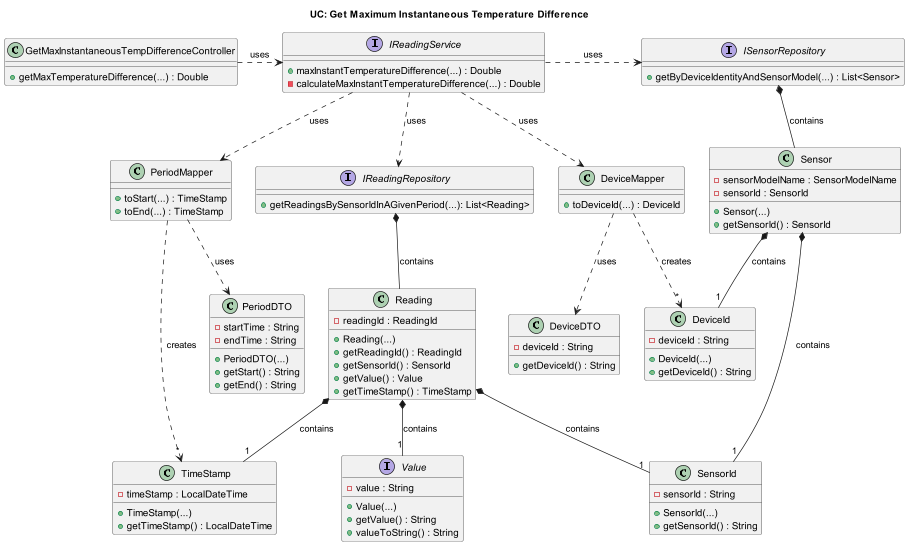 UC: Get Maximum Instantaneous Temperature Difference
C GetMaxInstantaneousTempDifferenceController
getMaxTemperatureDifference(...) : Double
uses
I IReadingService
maxInstantTemperatureDifference(...) : Double
calculateMaxInstantTemperatureDifference(...) : Double
uses
I ISensorRepository
getByDeviceIdentityAndSensorModel(...) : List<Sensor>
uses
uses
uses
contains
C PeriodMapper
toStart(...) : TimeStamp
toEnd(...) : TimeStamp
I IReadingRepository
getReadingsBySensorIdInAGivenPeriod(...): List<Reading>
C DeviceMapper
toDeviceId(...) : DeviceId
C Sensor
sensorModelName : SensorModelName
sensorId : SensorId
Sensor(...)
getSensorId() : SensorId
uses
contains
uses
creates
contains
C PeriodDTO
startTime : String
endTime : String
PeriodDTO(...)
getStart() : String
getEnd() : String
C Reading
readingId : ReadingId
Reading(...)
getReadingId() : ReadingId
getSensorId() : SensorId
getValue() : Value
getTimeStamp() : TimeStamp
C DeviceDTO
deviceId : String
getDeviceId() : String
1
C DeviceId
deviceId : String
DeviceId(...)
getDeviceId() : String
creates
contains
contains
contains
contains
1
1
1
1
C TimeStamp
timeStamp : LocalDateTime
TimeStamp(...)
getTimeStamp() : LocalDateTime
I Value
value : String
Value(...)
getValue() : String
valueToString() : String
C SensorId
sensorId : String
SensorId(...)
getSensorId() : String